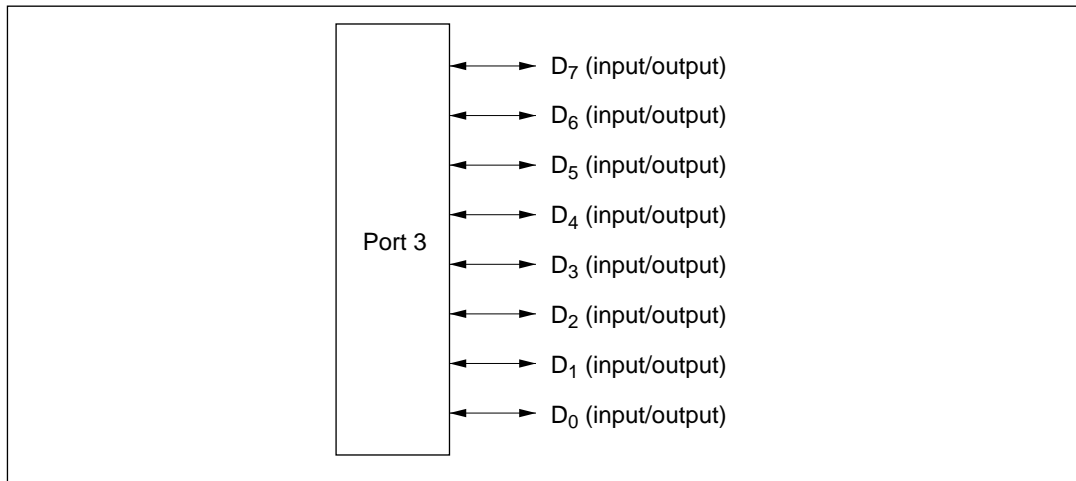 D7 (input/output)
D6 (input/output)
D5 (input/output)
D4 (input/output)
Port 3
D3 (input/output)
D2 (input/output)
D1 (input/output)
D0 (input/output)